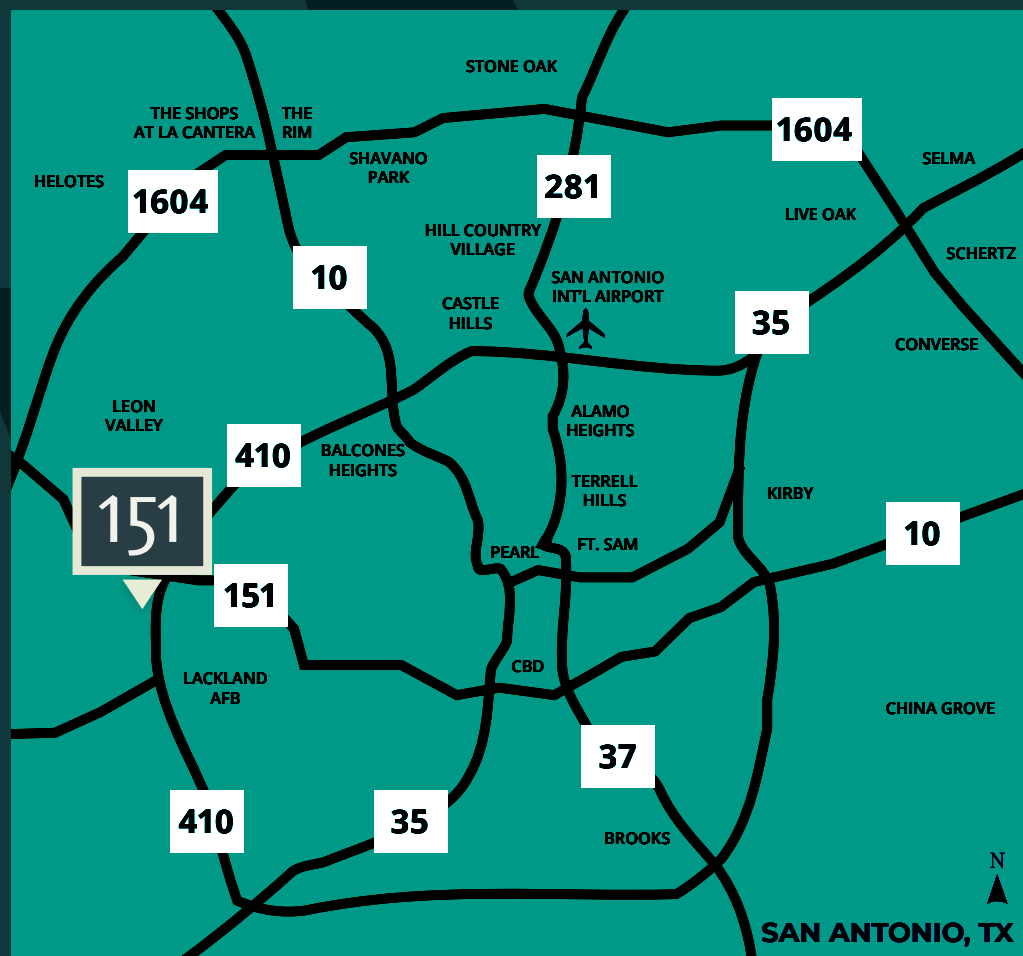 STONE OAK
THE SHOPS
AT LA CANTERA
THE
RIM
1604
SHAVANO
PARK
SELMA
HELOTES
281
1604
LIVE OAK
HILL COUNTRY
VILLAGE
SCHERTZ
10
SAN ANTONIO
INT'L AIRPORT
CASTLE
HILLS
35
CONVERSE
LEON
VALLEY
ALAMO
HEIGHTS
410
BALCONES
HEIGHTS
TERRELL
HILLS
KIRBY
151
10
PEARL
FT. SAM
151
CBD
LACKLAND
AFB
CHINA GROVE
37
410
35
BROOKS
N
SAN ANTONIO, TX